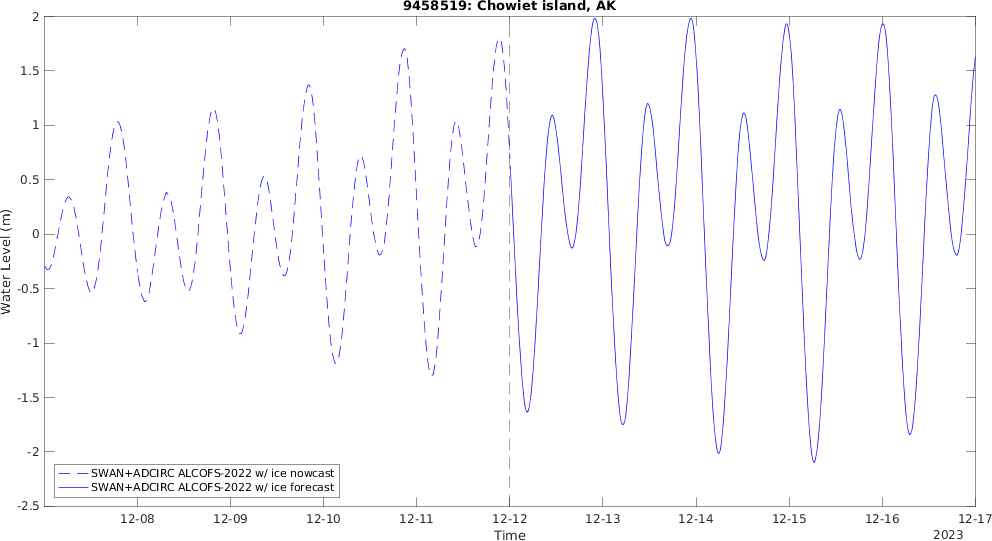 9458519: Chowiet island, AK
Water Level (m)
2
1.5
1
0.5
0
-0.5
-1
-1.5
-2
-2.5
SWAN+ADCIRC ALCOFS-2022 w/ ice nowcast
SWAN+ADCIRC ALCOFS-2022 w/ ice forecast
12-08 12-09 12-10 12-11 12-12 12-13 12-14 12-15 12-16 12-17
Time
2023